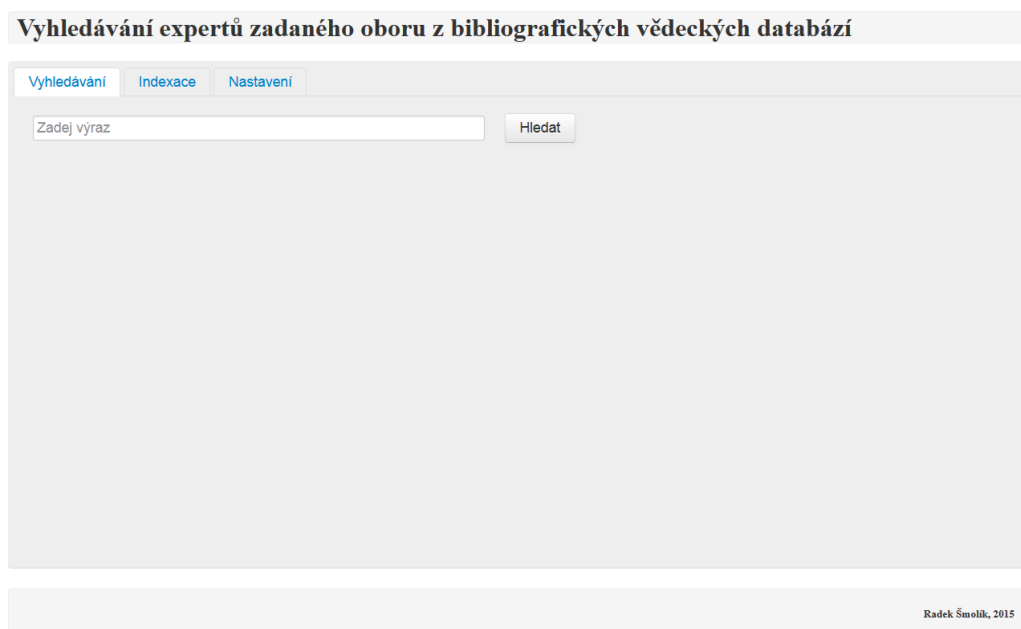 Vyhledávání expertů zadaného oboru z bibliografických vědeckých databází
Vyhledávání Indexace Nastavení
Zadej výraz Hledat
Radek Šmolík, 2015